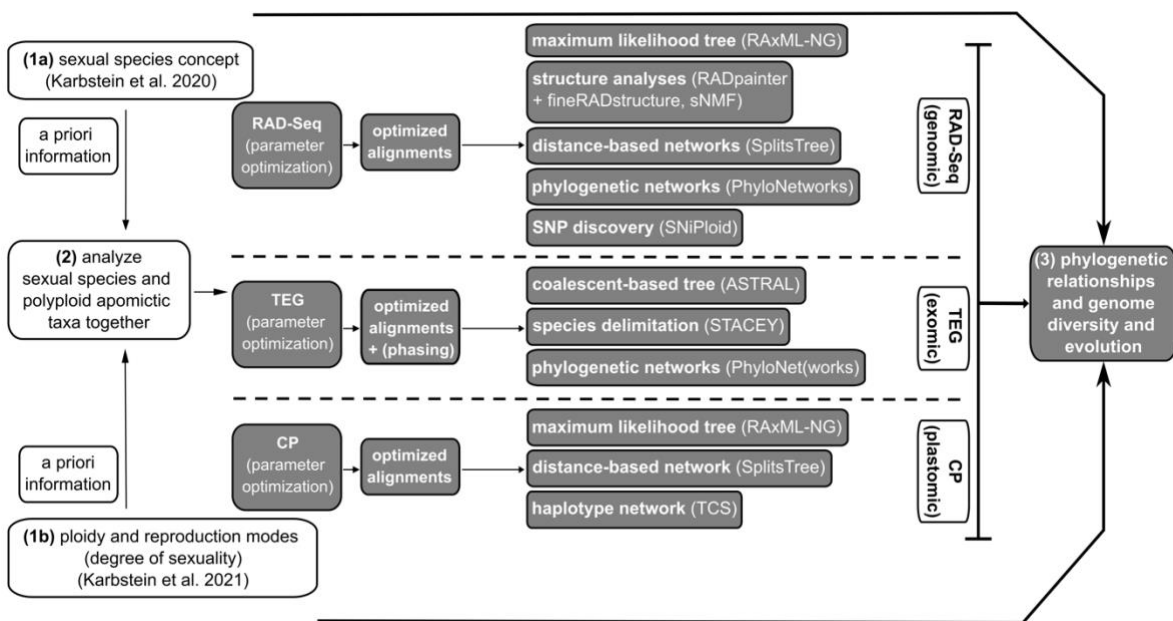 (1a) sexual species concept
(Karbstein et al. 2020)
a priori
information
(2) analyze
sexual species and
polyploid apomictic
taxa together
a priori
information
(1b) ploidy and reproduction modes
(degree of sexuality)
(Karbstein et al. 2021)
RAD-Seq
(parameter
optimization)
optimized
alignments
maximum likelihood tree (RAxML-NG)
structure analyses (RADpainter
+ fineRADstructure, sNMF)
distance-based networks (SplitsTree)
phylogenetic networks (PhyloNetworks)
SNP discovery (SNiPloid)
RAD-Seq
(genomic)
TEG
(parameter
optimization)
optimized
alignments
+ (phasing)
coalescent-based tree (ASTRAL)
species delimitation (STACEY)
phylogenetic networks (PhyloNet(works)
TEG
(exomic)
CP
(parameter
optimization)
optimized
alignments
maximum likelihood tree (RAxML-NG)
distance-based network (SplitsTree)
haplotype network (TCS)
CP
(plastomic)
(3) phylogenetic
relationships
and genome
diversity and
evolution